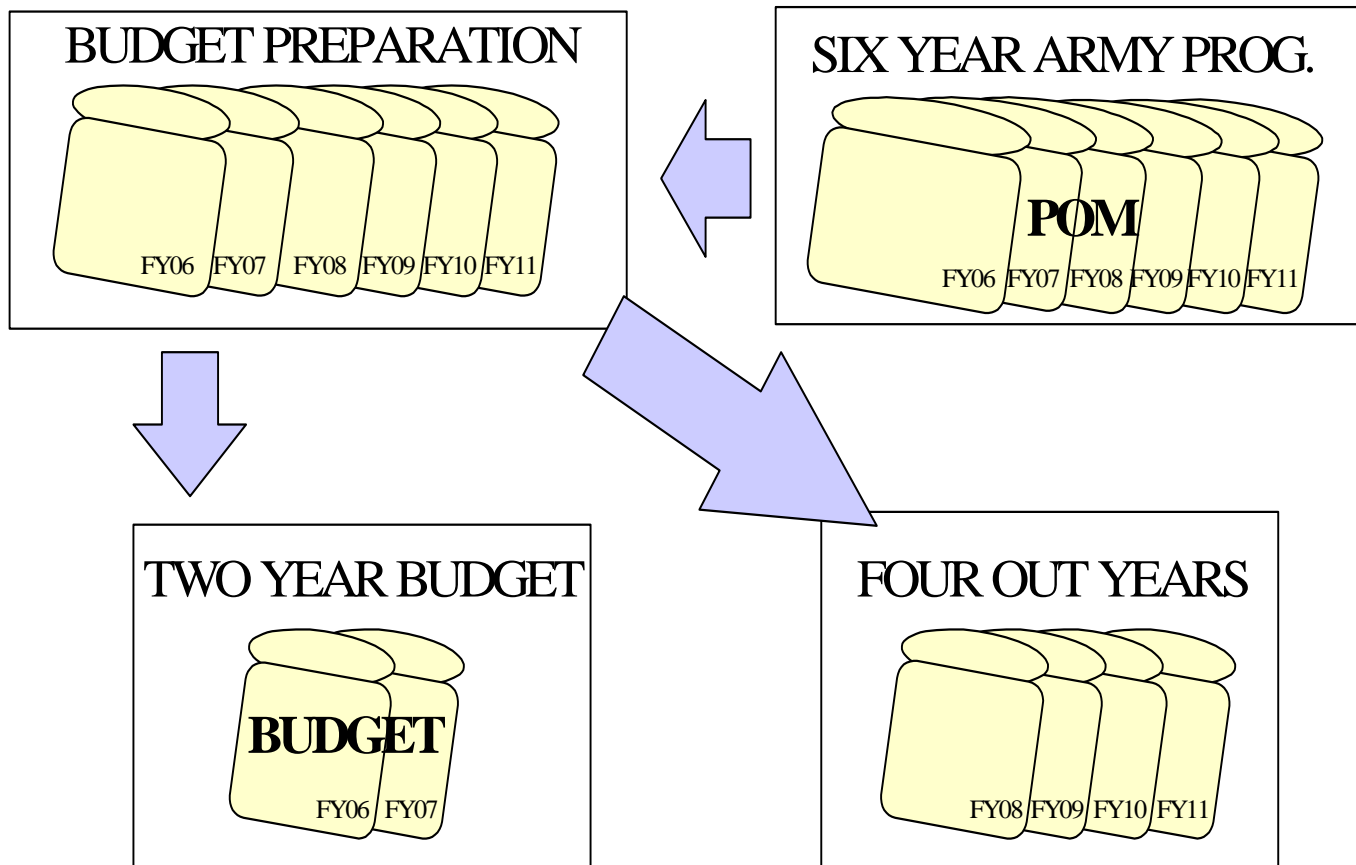 BUDGET PREPARATION
FY06 FY07 FY08 FY09 FY10 FY11
SIX YEAR ARMY PROG.
POM
FY06 FY07 FY08 FY09 FY10 FY11
TWO YEAR BUDGET
BUDGET
FY06 FY07
FOUR OUT YEARS
FY08 FY09 FY10 FY11